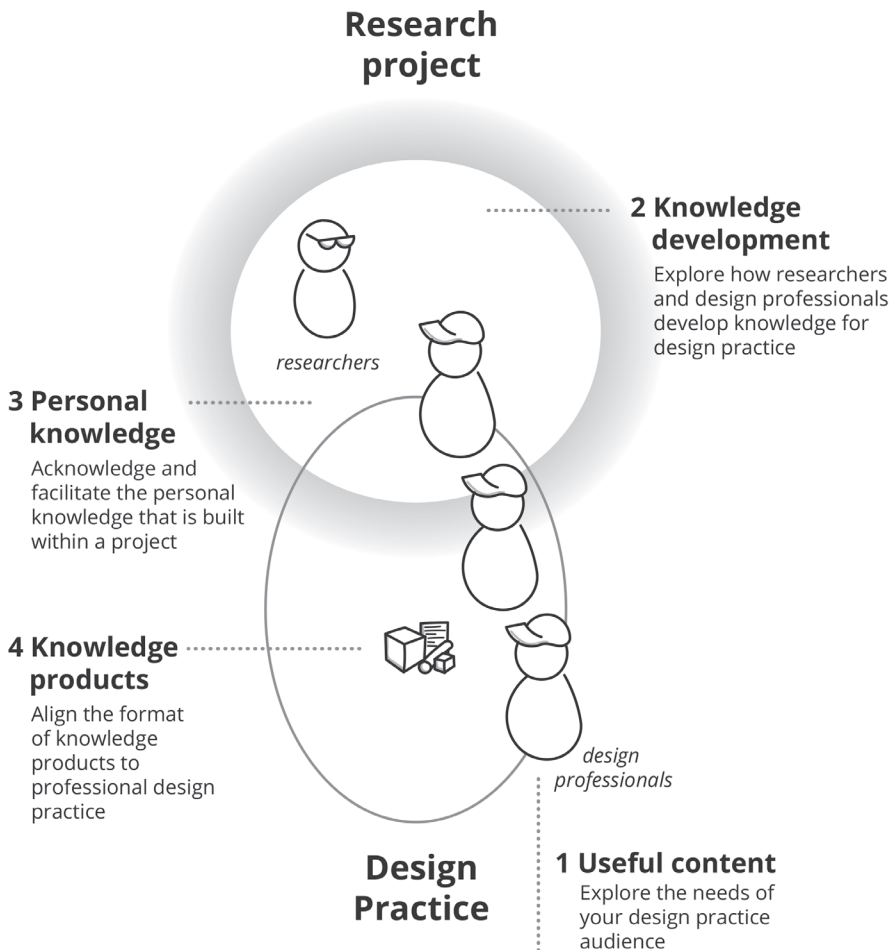 Research
project
2 Knowledge
development
Explore how researchers
and design professionals
develop knowledge for
design practice
researchers
3 Personal
knowledge
Acknowledge and
facilitate the personal
knowledge that is built
within a project
4 Knowledge
products
Align the format
of knowledge
products to
professional design
practice
design
professionals
Design
Practice
1 Useful content
Explore the needs of
your design practice
audience